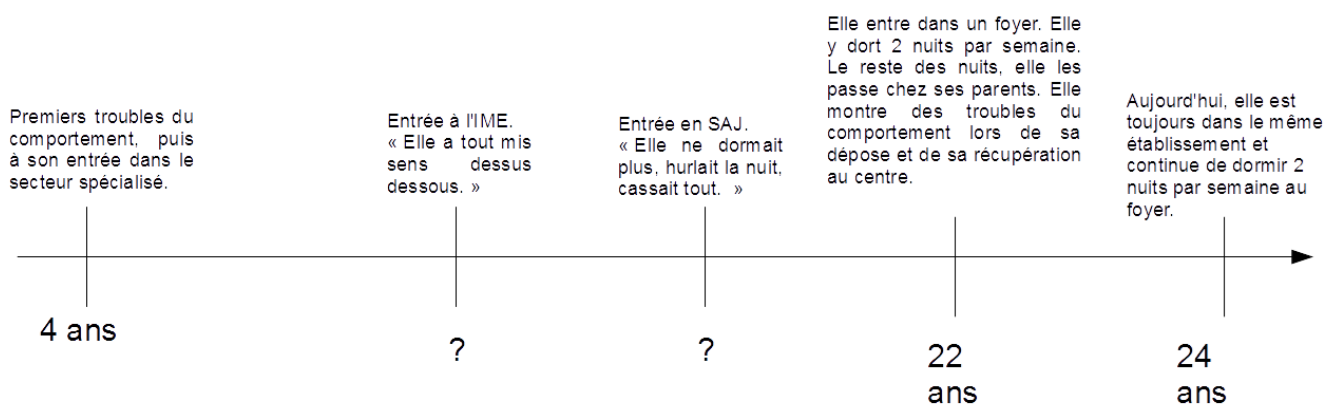 Premiers troubles du
comportement, puis
à son entrée dans le
secteur spécialisé.
Entrée à l'IME.
« Elle a tout mis
sens dessus
dessous. »
Entrée en SAJ.
« Elle ne dormait
plus, hurlait la nuit,
cassait tout. »
Elle entre dans un foyer. Elle
y dort 2 nuits par semaine.
Le reste des nuits, elle les
passe chez ses parents. Elle
montre des troubles du
comportement lors de sa
dépose et de sa récupération
au centre.
Aujourd'hui, elle est
toujours dans le même
établissement et
continue de dormir 2
nuits par semaine au
foyer.
4 ans
?
?
22
ans
24
ans